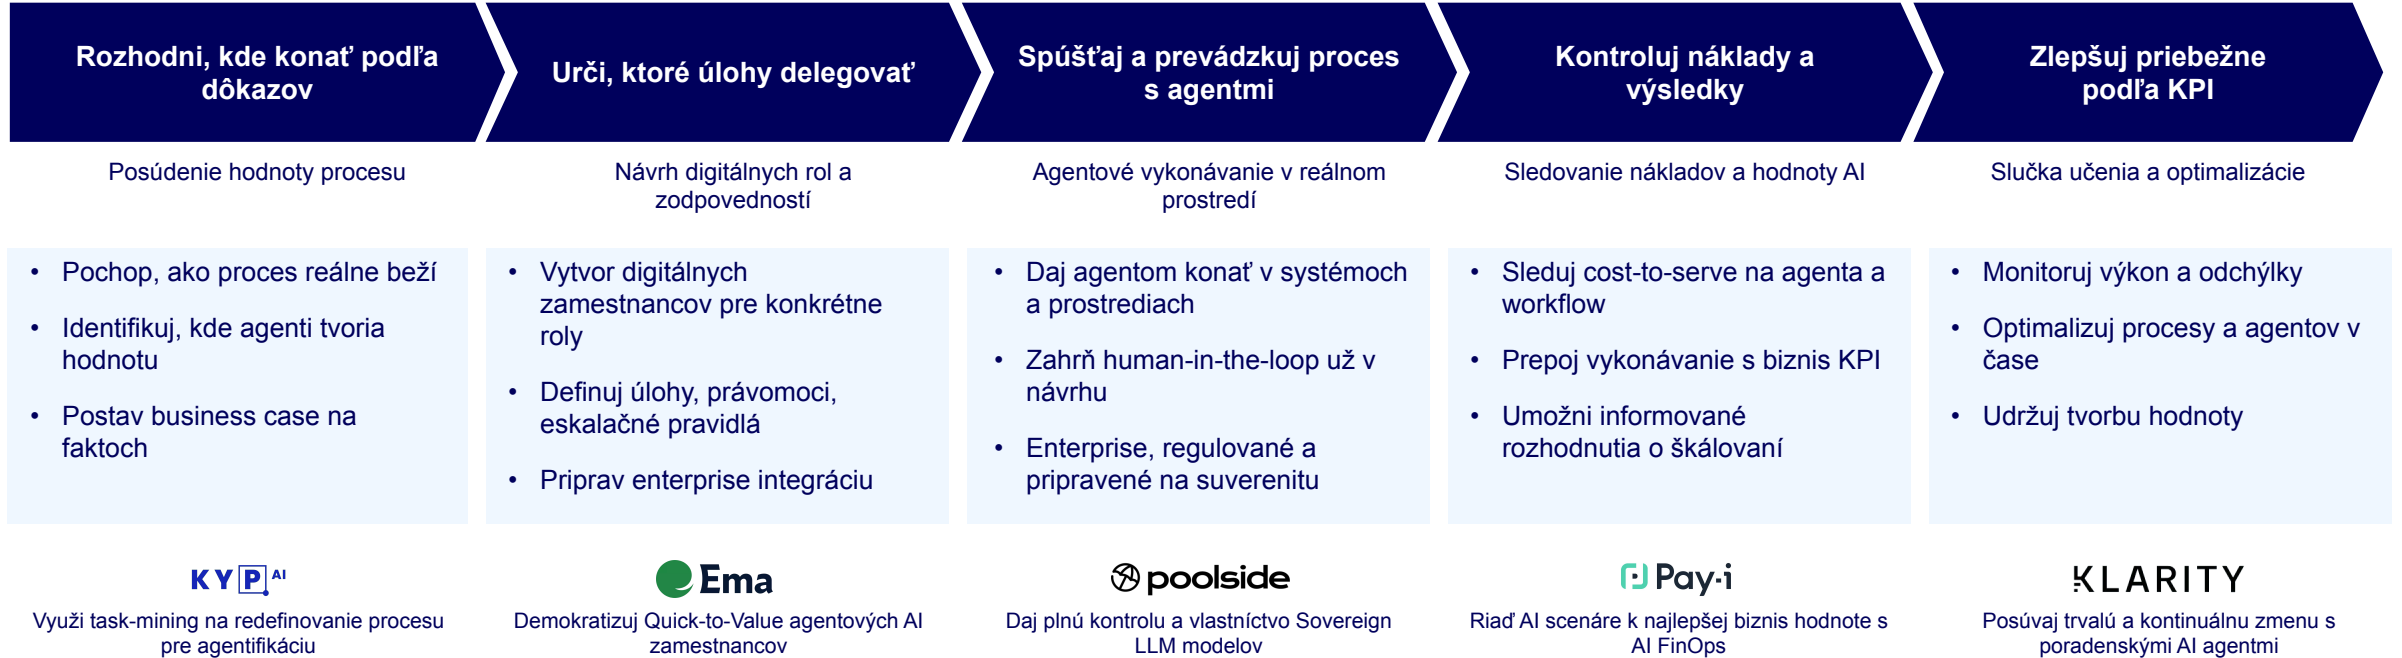 Rozhodni, kde konať podľa
dôkazov
Urči, ktoré úlohy delegovať
Spúšťaj a prevádzkuj proces
s agentmi
Kontroluj náklady a
výsledky
Zlepšuj priebežne
podľa KPI
Posúdenie hodnoty procesu
Návrh digitálnych rol a
zodpovedností
Agentové vykonávanie v reálnom
prostredí
Sledovanie nákladov a hodnoty AI
Slučka učenia a optimalizácie
• Pochop, ako proces reálne beží
• Identifikuj, kde agenti tvoria
hodnotu
• Postav business case na
faktoch
• Vytvor digitálnych
zamestnancov pre konkrétne
roly
• Definuj úlohy, právomoci,
eskalačné pravidlá
• Priprav enterprise integráciu
• Daj agentom konať v systémoch
a prostrediach
• Zahrň human-in-the-loop už v
návrhu
• Enterprise, regulované a
pripravené na suverenitu
• Sleduj cost-to-serve na agenta a
workflow
• Prepoj vykonávanie s biznis KPI
• Umožni informované
rozhodnutia o škálovaní
• Monitoruj výkon a odchýlky
• Optimalizuj procesy a agentov v
čase
• Udržuj tvorbu hodnoty
KYP AI
Využi task-mining na redefinovanie procesu
pre agentifikáciu
Ema
Demokratizuj Quick-to-Value agentových AI
zamestnancov
poolside
Daj plnú kontrolu a vlastníctvo Sovereign
LLM modelov
Pay-i
Riaď AI scenáre k najlepšej biznis hodnote s
AI FinOps
KLARITY
Posúvaj trvalú a kontinuálnu zmenu s
poradenskými AI agentmi